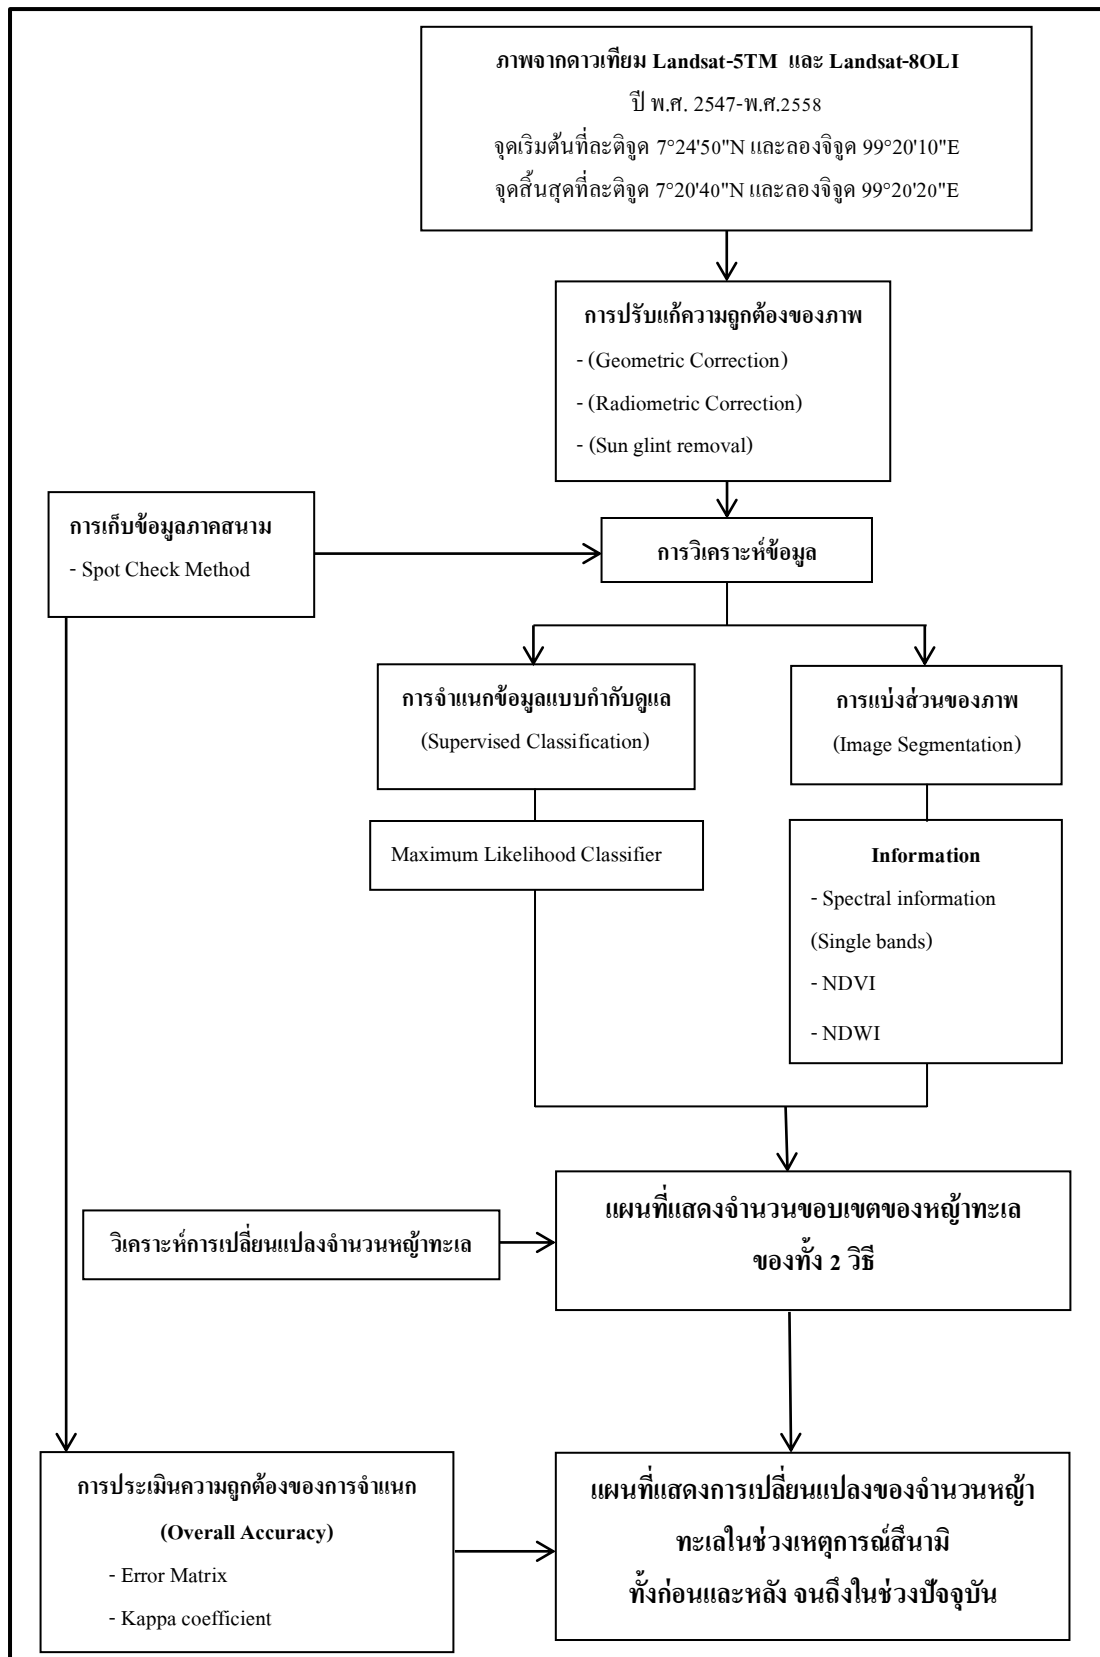 ภาพจากดาวเทียม Landsat-5TM และ Landsat-8OLI
ปี พ.ศ. 2547-พ.ศ.2558
จุดเริ่มต้นที่ละติจูด 7°24'50"N และลองจิจูด 99°20'10"E
จุดสิ้นสุดที่ละติจูด 7°20'40"N และลองจิจูด 99°20'20"E
การปรับแก้ความถูกต้องของภาพ
- (Geometric Correction)
- (Radiometric Correction)
- (Sun glint removal)
การเก็บข้อมูลภาคสนาม
- Spot Check Method
การวิเคราะห์ข้อมูล
การจำแนกข้อมูลแบบกำกับดูแล
(Supervised Classification)
การแบ่งส่วนของภาพ
(Image Segmentation)
Maximum Likelihood Classifier
Information
- Spectral information
(Single bands)
- NDVI
- NDWI
แผนที่แสดงจำนวนขอบเขตของหญ้าทะเล
ของทั้ง 2 วิธี
วิเคราะห์การเปลี่ยนแปลงจำนวนหญ้าทะเล
การประเมินความถูกต้องของการจำแนก
(Overall Accuracy)
- Error Matrix
- Kappa coefficient
แผนที่แสดงการเปลี่ยนแปลงของจำนวนหญ้า
ทะเลในช่วงเหตุการณ์สึนามิ
ทั้งก่อนและหลัง จนถึงในช่วงปัจจุบัน